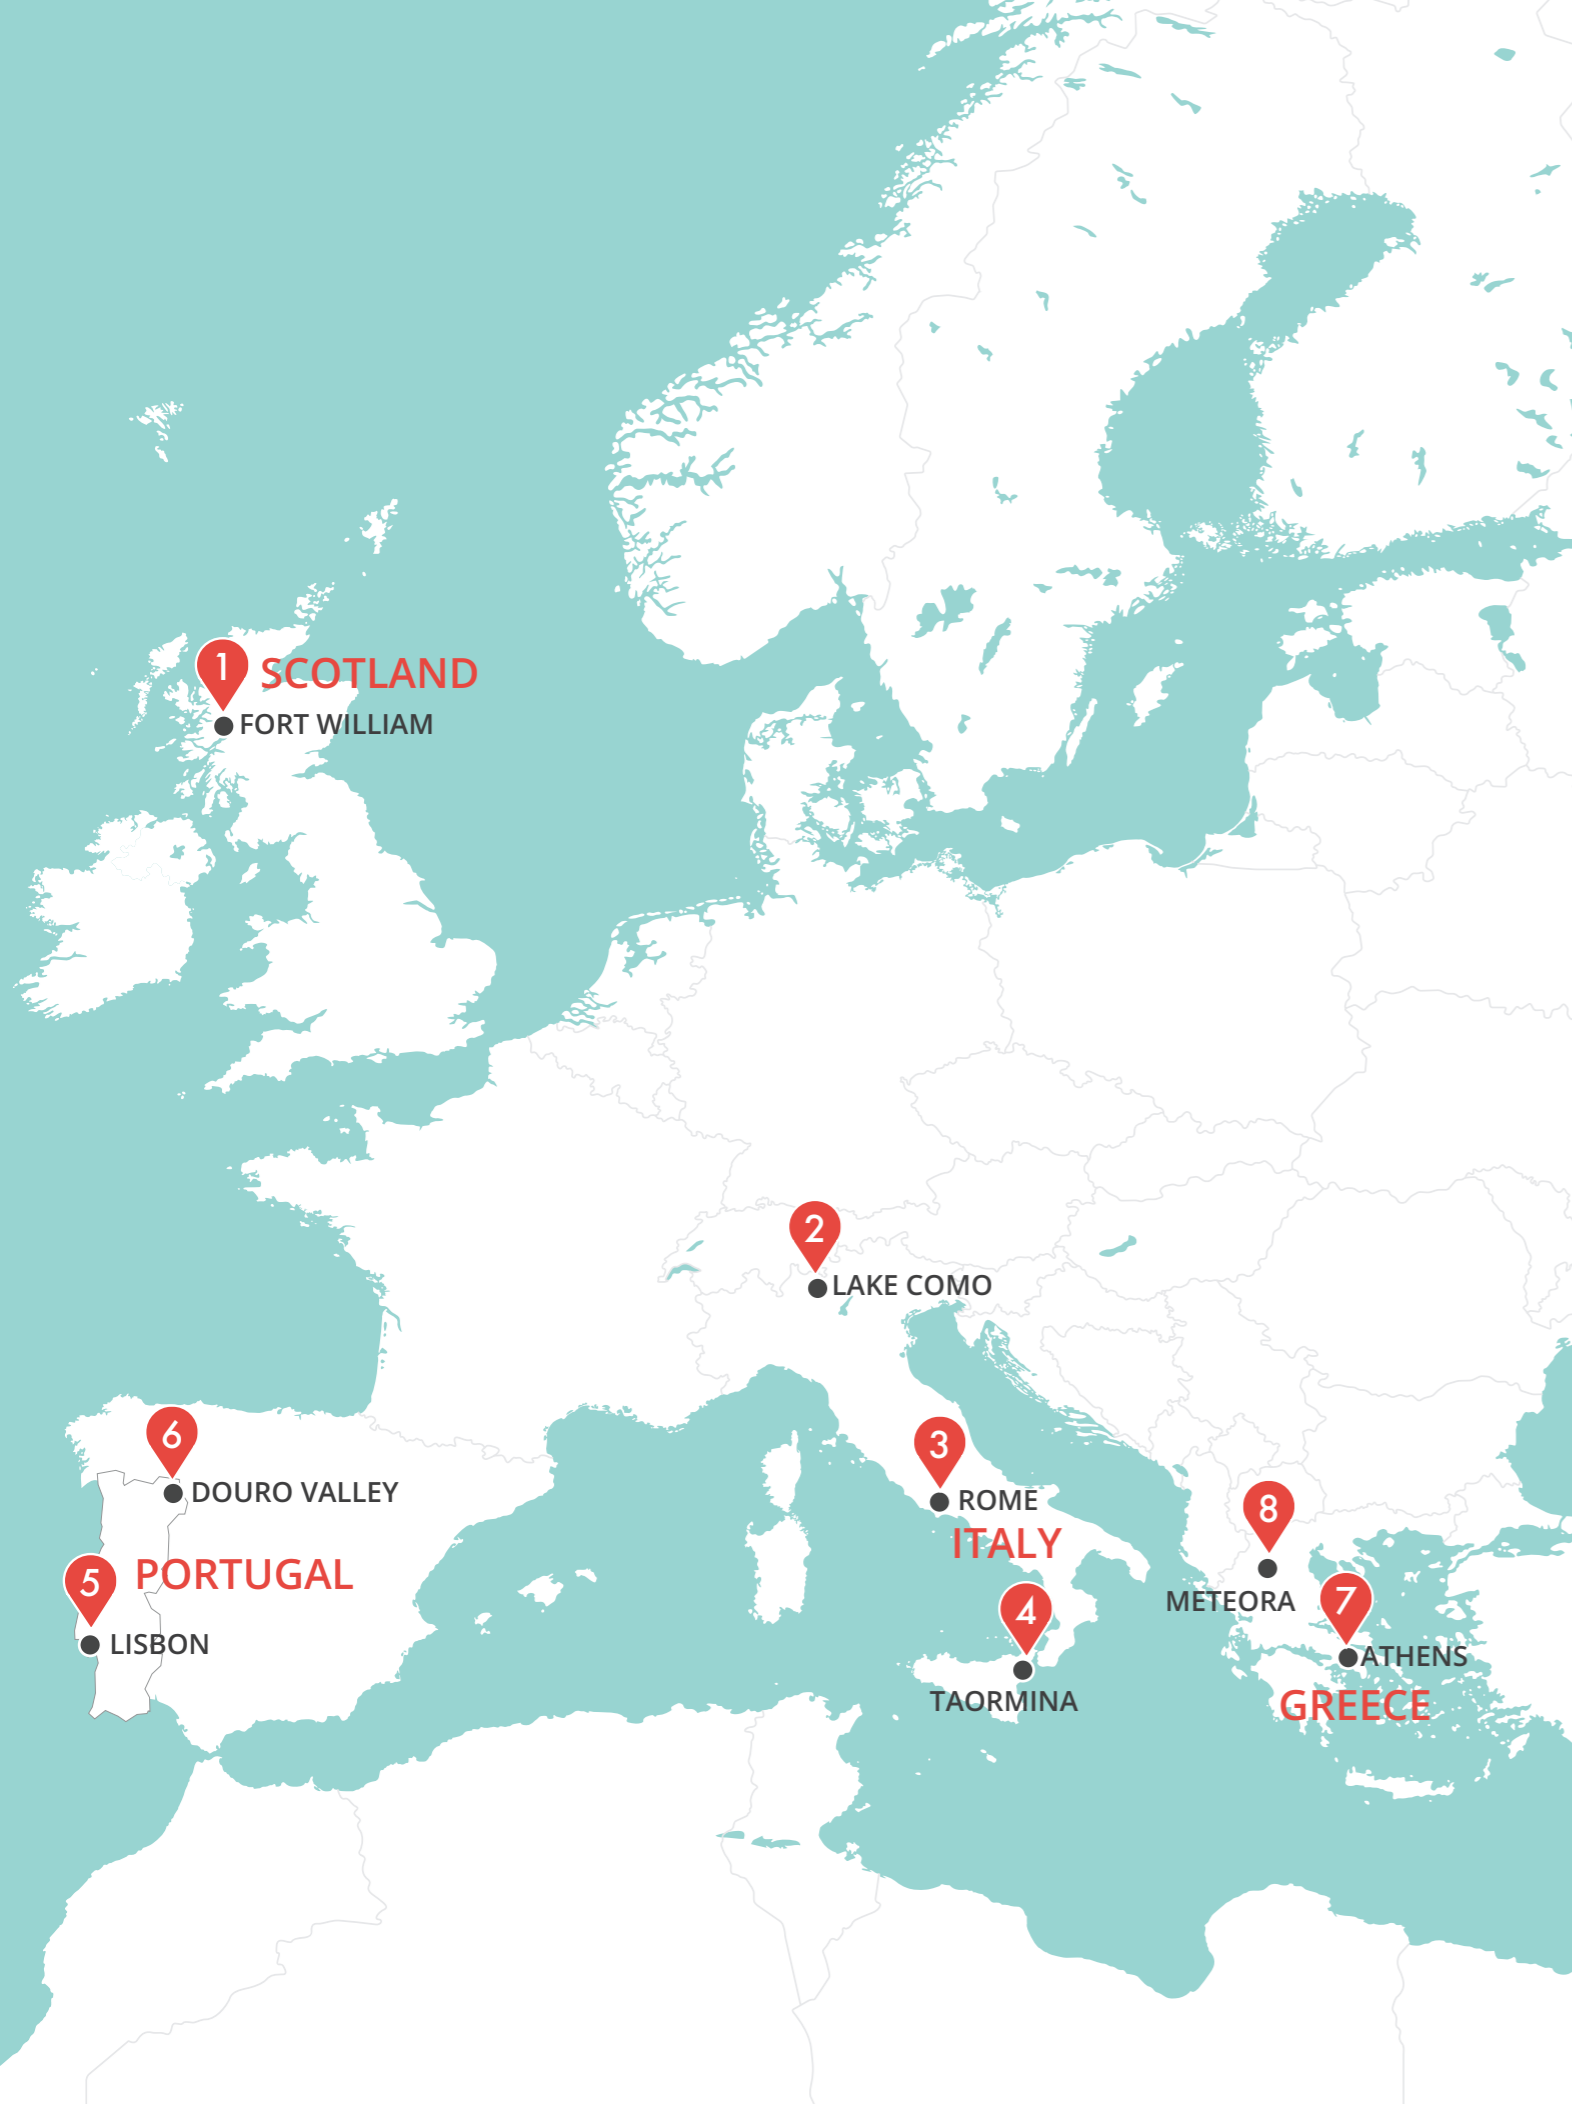 1
SCOTLAND
FORT WILLIAM
2
LAKE COMO
6
DOURO VALLEY
3
ROME
ITALY
8
METEORA
5
PORTUGAL
LISBON
4
TAORMINA
7
ATHENS
GREECE